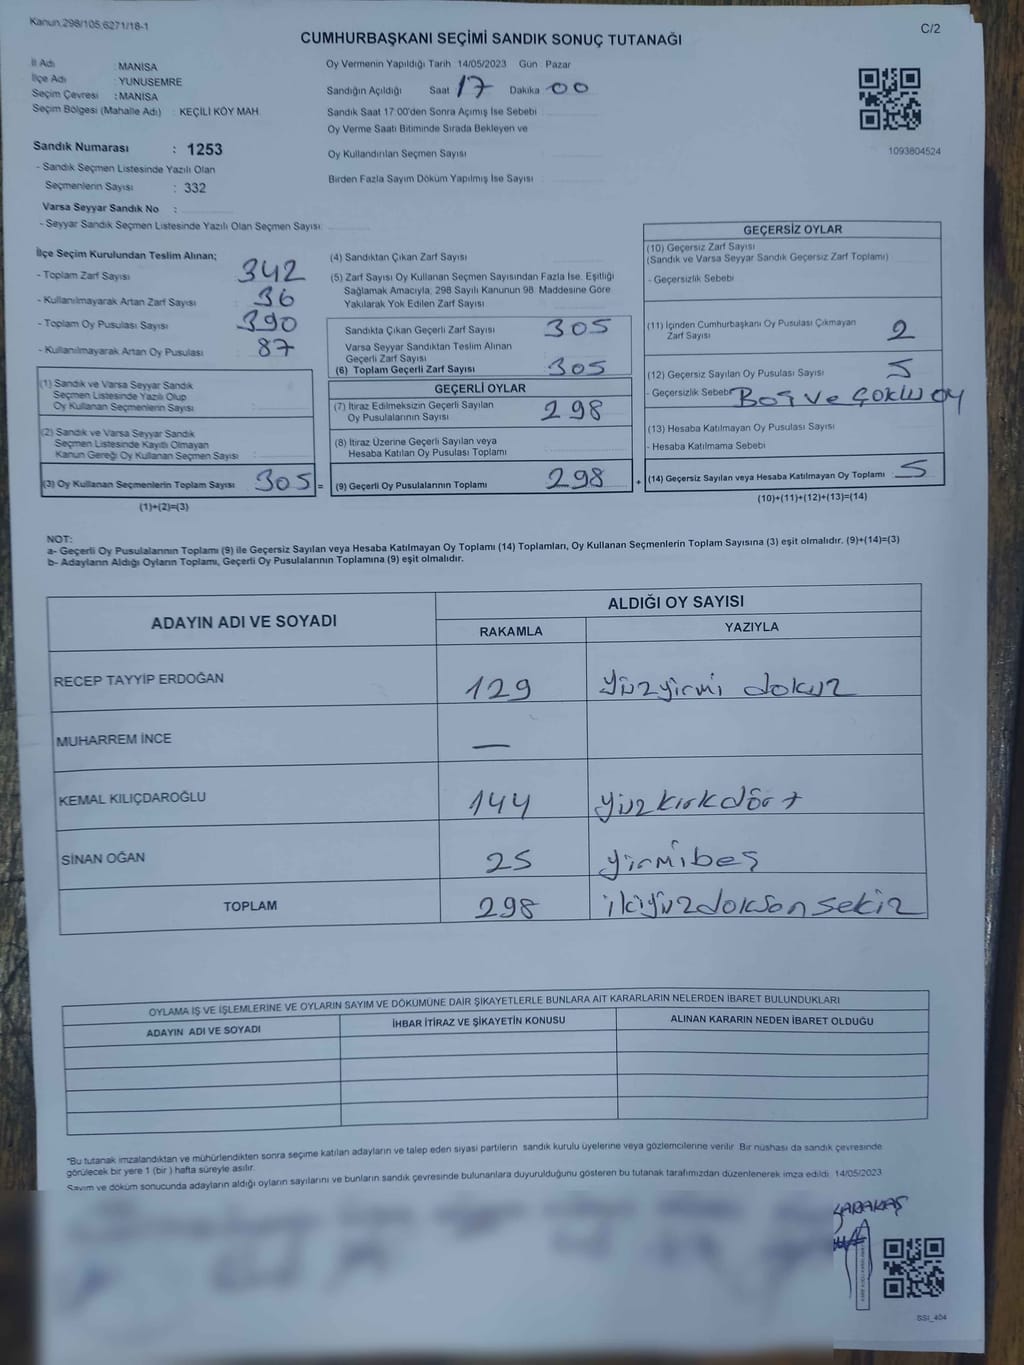 Kanun.298/105,6271/18-1
C/2
CUMHURBAŞKANI SEÇİMİ SANDIK SONUÇ TUTANAĞI
İl Adı : MANİSA
İlçe Adı : YUNUSEMRE
Seçim Çevresi : MANİSA
Seçim Bölgesi (Mahalle Adı) : KEÇİLİ KÖY MAH.
Oy Vermenin Yapıldığı Tarih 14/05/2023 Gün : Pazar
Sandığın Açıldığı Saat 17 Dakika 00
Sandık Saat 17:00'den Sonra Açımış İse Sebebi
Oy Verme Saati Bitiminde Sırada Bekleyen ve
Oy Kullandırılan Seçmen Sayısı
Birden Fazla Sayım Döküm Yapılmış İse Sayısı
1093804524
Sandık Numarası : 1253
- Sandık Seçmen Listesinde Yazılı Olan
Seçmenlerin Sayısı : 332
Varsa Seyyar Sandık No :
- Seyyar Sandık Seçmen Listesinde Yazılı Olan Seçmen Sayısı:
İlçe Seçim Kurulundan Teslim Alınan;
- Toplam Zarf Sayısı : 342
- Kullanılmayarak Artan Zarf Sayısı : 36
- Toplam Oy Pusulası Sayısı : 390
- Kullanılmayarak Artan Oy Pusulası : 87
(1) Sandık ve Varsa Seyyar Sandık
Seçmen Listesinde Yazılı Olup
Oy Kullanan Seçmenlerin Sayısı :
(2) Sandık ve Varsa Seyyar Sandık
Seçmen Listesinde Kayıtlı Olmayan
Kanun Gereği Oy Kullanan Seçmen Sayısı :
(3) Oy Kullanan Seçmenlerin Toplam Sayısı : 305 =
(1)+(2)=(3)
(4) Sandıktan Çıkan Zarf Sayısı
(5) Zarf Sayısı Oy Kullanan Seçmen Sayısından Fazla İse, Eşitliği
Sağlamak Amacıyla; 298 Sayılı Kanunun 98. Maddesine Göre
Yakılarak Yok Edilen Zarf Sayısı
Sandıkta Çıkan Geçerli Zarf Sayısı 305
Varsa Seyyar Sandıktan Teslim Alınan
Geçerli Zarf Sayısı
(6) Toplam Geçerli Zarf Sayısı 305
GEÇERLİ OYLAR
(7) İtiraz Edilmeksizin Geçerli Sayılan
Oy Pusulasının Sayısı 298
(8) İtiraz Üzerine Geçerli Sayılan veya
Hesaba Katılan Oy Pusulası Toplamı
(9) Geçerli Oy Pusulalarının Toplamı 298 +
GEÇERSİZ OYLAR
(10) Geçersiz Zarf Sayısı
(Sandık ve Varsa Seyyar Sandık Geçersiz Zarf Toplamı)
- Geçersizlik Sebebi
(11) İçinden Cumhurbaşkanı Oy Pusulası Çıkmayan
Zarf Sayısı 2
(12) Geçersiz Sayılan Oy Pusulası Sayısı 5
- Geçersizlik Sebebi Boş ve Çoklu oy
(13) Hesaba Katılmayan Oy Pusulası Sayısı
- Hesaba Katılmama Sebebi
(14) Geçersiz Sayılan veya Hesaba Katılmayan Oy Toplamı : 5
(10)+(11)+(12)+(13)=(14)
NOT:
a- Geçerli Oy Pusulalarının Toplamı (9) ile Geçersiz Sayılan veya Hesaba Katılmayan Oy Toplamı (14) Toplamları, Oy Kullanan Seçmenlerin Toplam Sayısına (3) eşit olmalıdır. (9)+(14)=(3)
b- Adayların Aldığı Oyların Toplamı, Geçerli Oy Pusulalarının Toplamına (9) eşit olmalıdır.
ADAYIN ADI VE SOYADI
ALDIĞI OY SAYISI
RAKAMLA YAZIYLA
RECEP TAYYİP ERDOĞAN 129 yüzyirmi dokuz
MUHARREM İNCE —
KEMAL KILIÇDAROĞLU 144 yüzkırkdört
SİNAN OĞAN 25 yirmibeş
TOPLAM 298 ikiyüzdoksansekiz
OYLAMA İŞ VE İŞLEMLERİNE VE OYLARIN SAYIM VE DÖKÜMÜNE DAİR ŞİKAYETLERLE BUNLARA AİT KARARLARIN NELERDEN İBARET BULUNDUKLARI
ADAYIN ADI VE SOYADI İHBAR İTİRAZ VE ŞİKAYETİN KONUSU ALINAN KARARIN NEDEN İBARET OLDUĞU
"Bu tutanak imzalandıktan ve mühürlendikten sonra seçime katılan adayların ve talep eden siyasi partilerin sandık kurulu üyelerine veya gözlemcilerine verilir. Bir nüshası da sandık çevresinde
görülecek bir yere 1 (bir ) hafta süreyle asılır.
Sayım ve döküm sonucunda adayların aldığı oyların sayılarını ve bunların sandık çevresinde bulunanlara duyurulduğunu gösteren bu tutanak tarafımızdan düzenlenerek imza edildi. 14/05/2023
KARAKAŞ
SSI_404